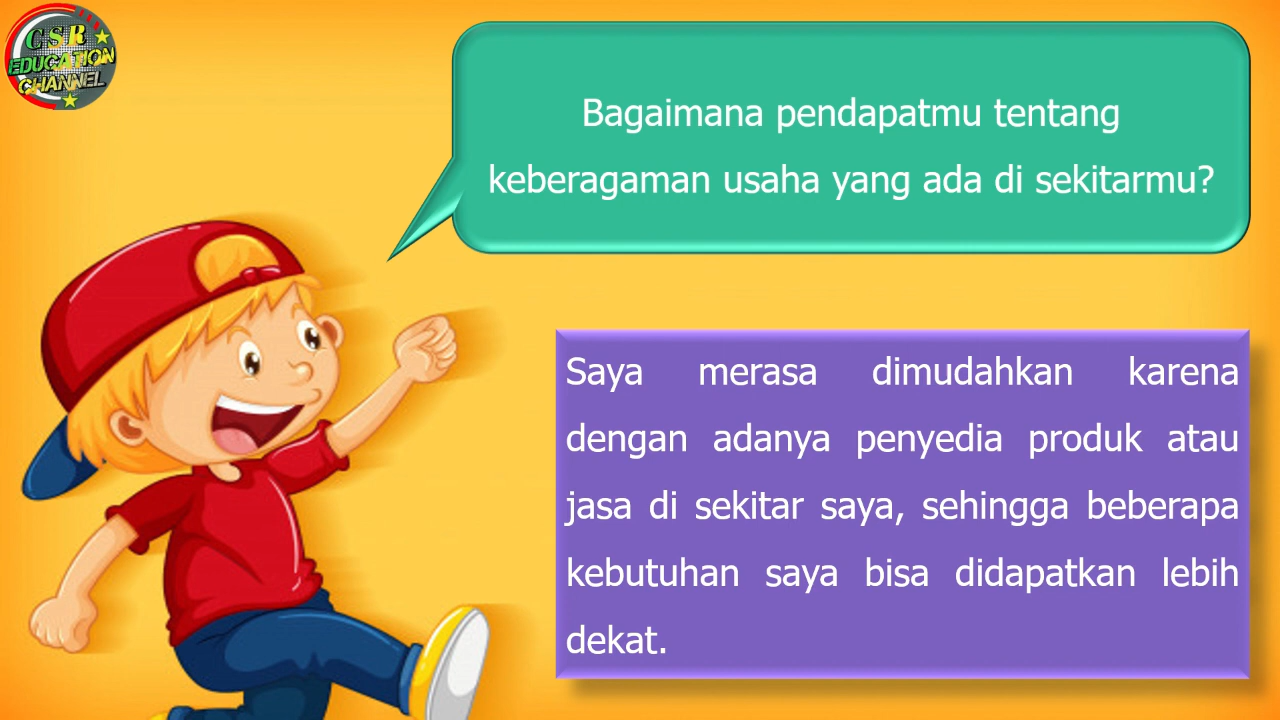 CSR
EDUCATION
CHANNEL
Bagaimana pendapatmu tentang
keberagaman usaha yang ada di sekitarmu?
Saya merasa dimudahkan karena
dengan adanya penyedia produk atau
jasa di sekitar saya, sehingga beberapa
kebutuhan saya bisa didapatkan lebih
dekat.